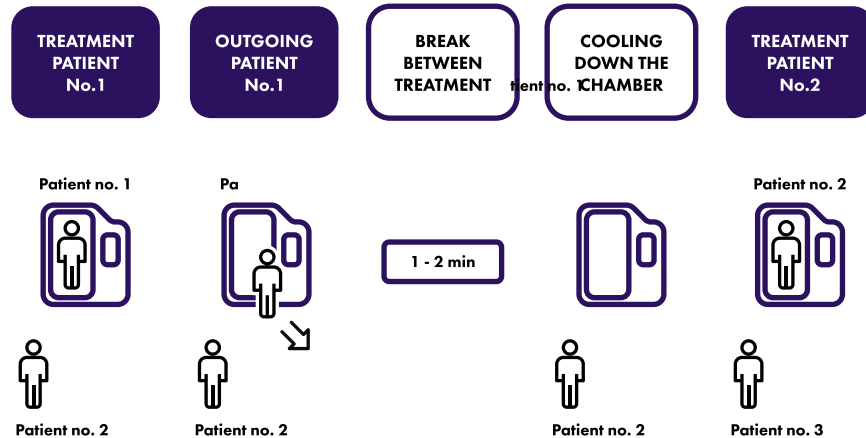 TREATMENT
PATIENT
No.1
OUTGOING
PATIENT
No.1
BREAK
BETWEEN
TREATMENT
COOLING
DOWN THE
CHAMBER
tient no. 1
TREATMENT
PATIENT
No.2
Patient no. 1
Pa
Patient no. 2
1 - 2 min
Patient no. 2
Patient no. 2
Patient no. 2
Patient no. 3